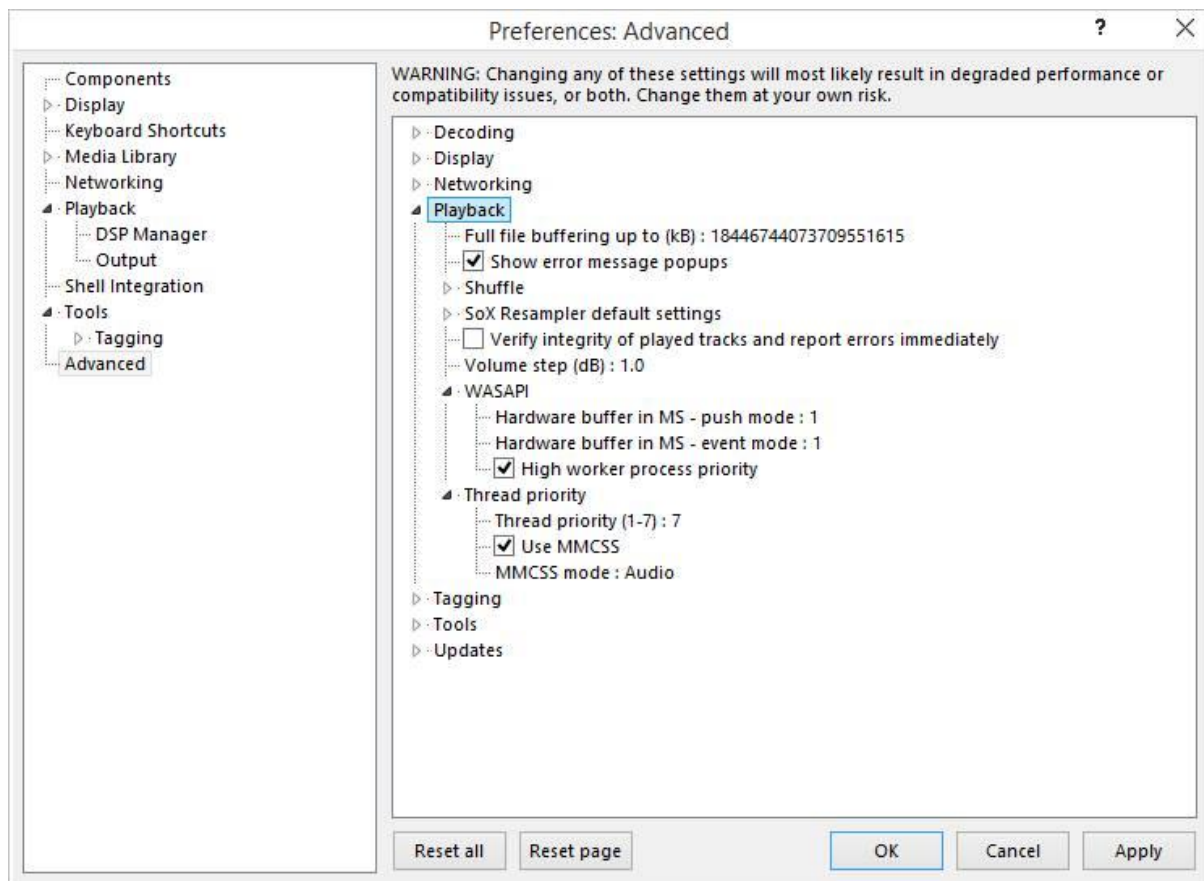 Preferences: Advanced
?
Components
Display
Keyboard Shortcuts
Media Library
Networking
Playback
DSP Manager
Output
Shell Integration
Tools
Tagging
Advanced
WARNING: Changing any of these settings will most likely result in degraded performance or
compatibility issues, or both. Change them at your own risk.
Decoding
Display
Networking
Playback
Full file buffering up to (kB) : 18446744073709551615
Show error message popups
Shuffle
SoX Resampler default settings
Verify integrity of played tracks and report errors immediately
Volume step (dB) : 1.0
WASAPI
Hardware buffer in MS - push mode : 1
Hardware buffer in MS - event mode : 1
High worker process priority
Thread priority
Thread priority (1-7) : 7
Use MMCSS
MMCSS mode : Audio
Tagging
Tools
Updates
Reset all
Reset page
OK
Cancel
Apply